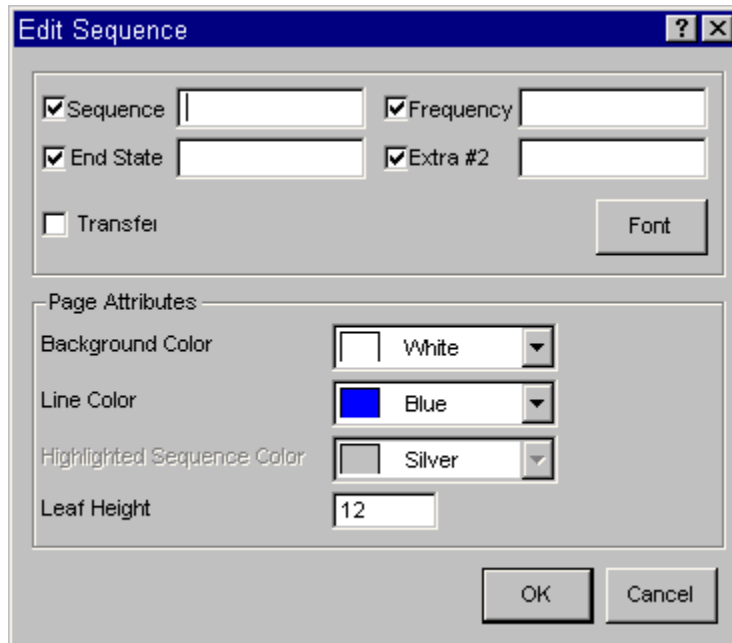 Edit Sequence
Sequence Frequency
End State Extra #2
Transfer Font
Page Attributes
Background Color White
Line Color Blue
Highlighted Sequence Color Silver
Leaf Height 12
OK Cancel